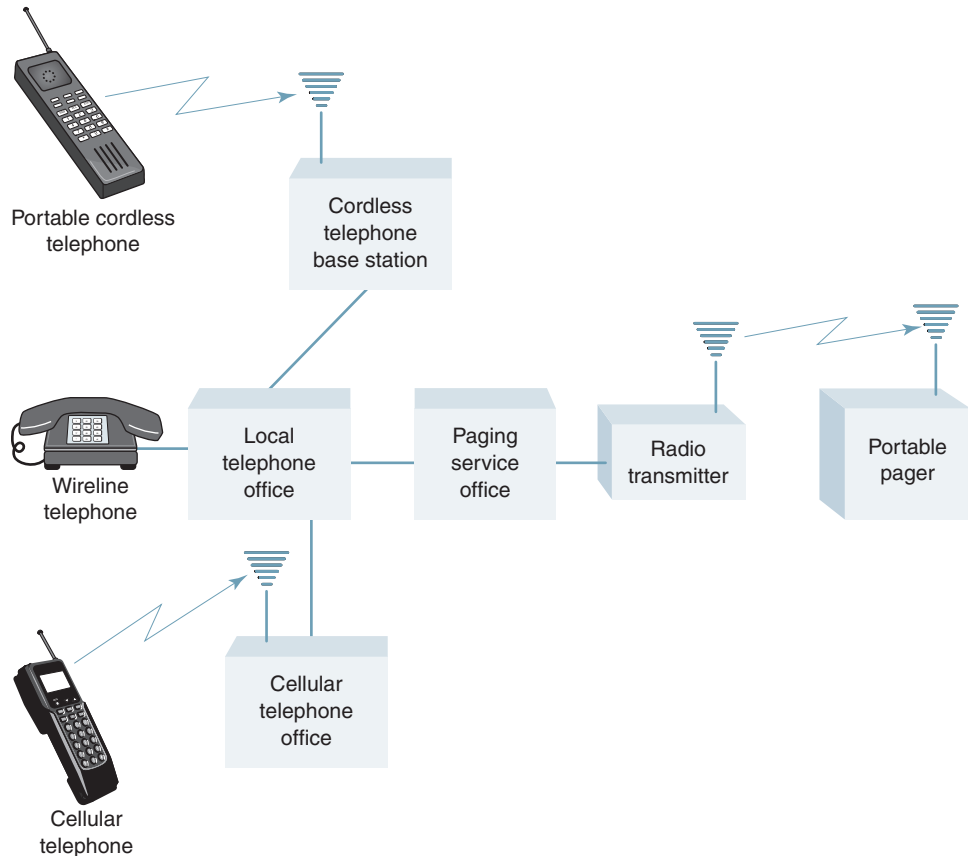 Portable cordless
telephone
Cordless
telephone
base station
Wireline
telephone
Local
telephone
office
Paging
service
office
Radio
transmitter
Portable
pager
Cellular
telephone
office
Cellular
telephone